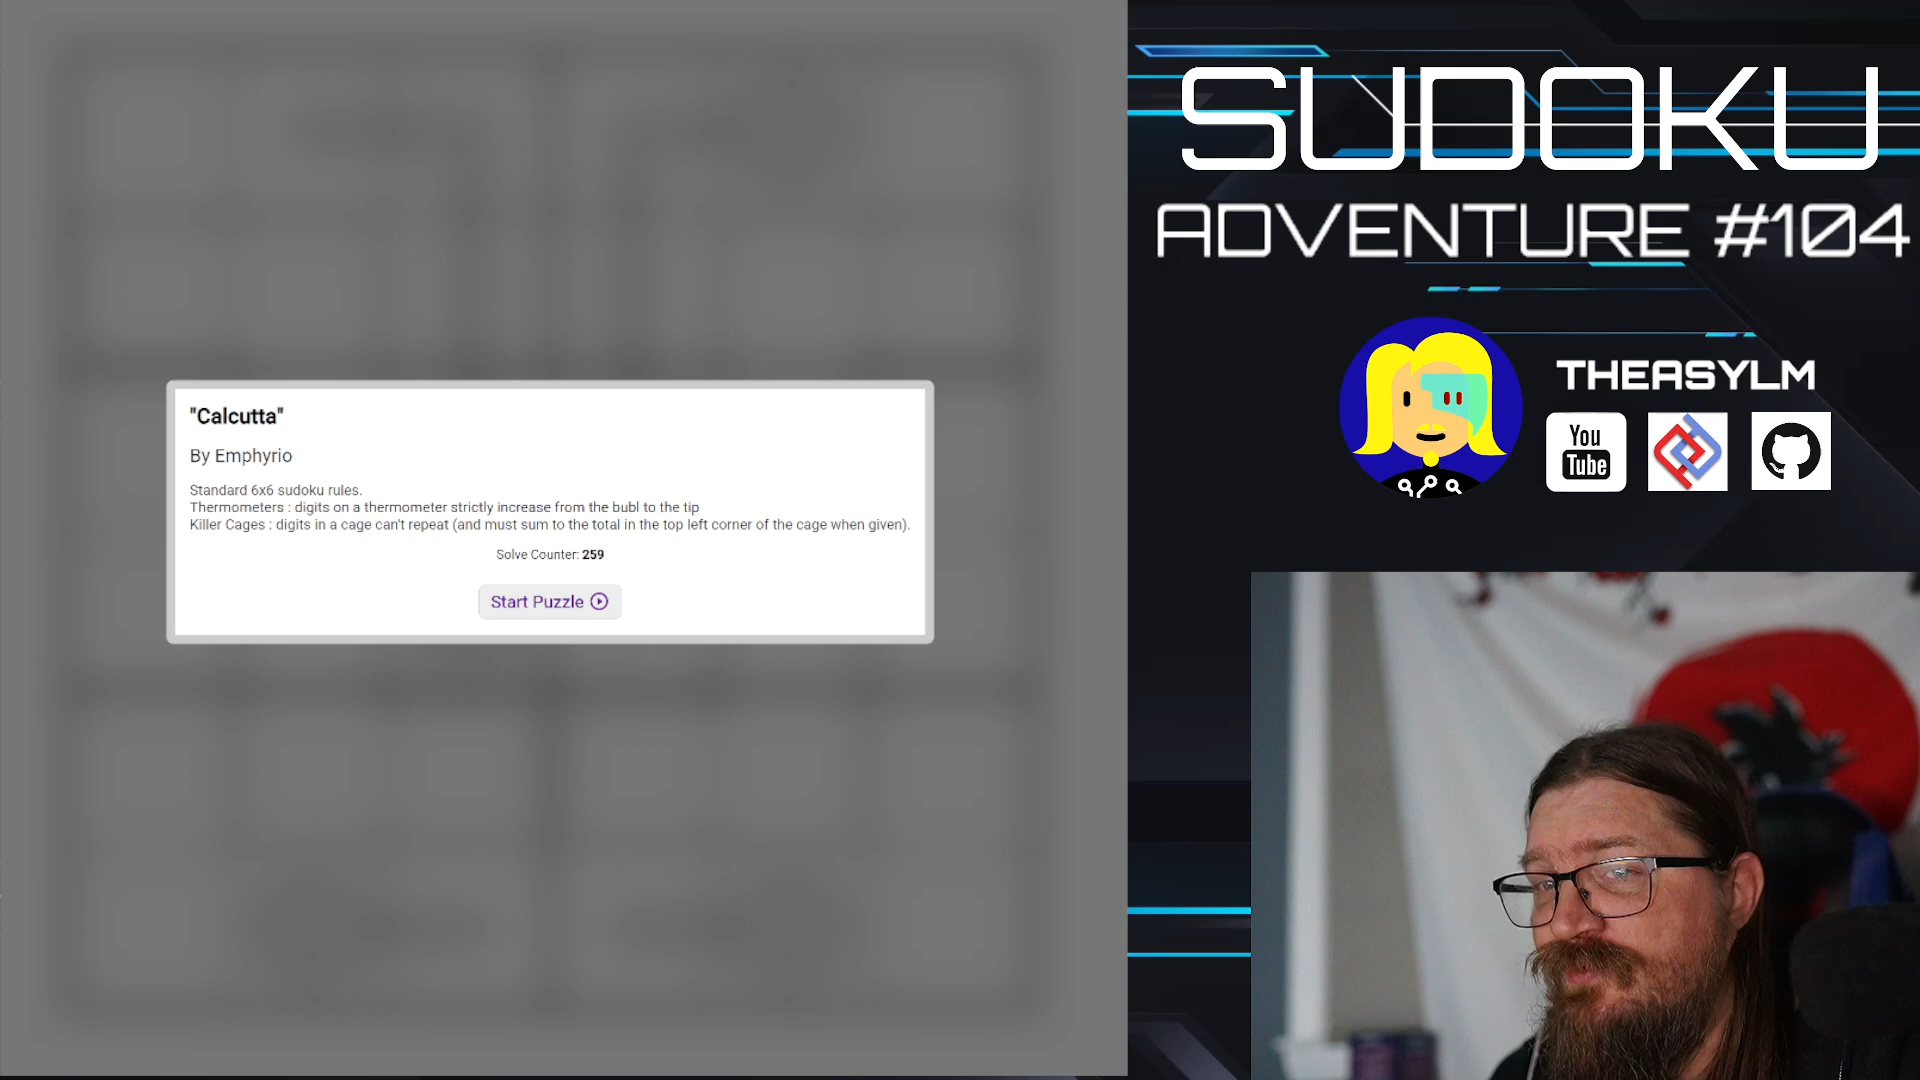 "Calcutta"
By Emphyrio
Standard 6x6 sudoku rules.
Thermometers : digits on a thermometer strictly increase from the bubl to the tip
Killer Cages : digits in a cage can't repeat (and must sum to the total in the top left corner of the cage when given).
Solve Counter: 259
Start Puzzle
SUDOKU
ADVENTURE #104
THEASYLM
You
Tube